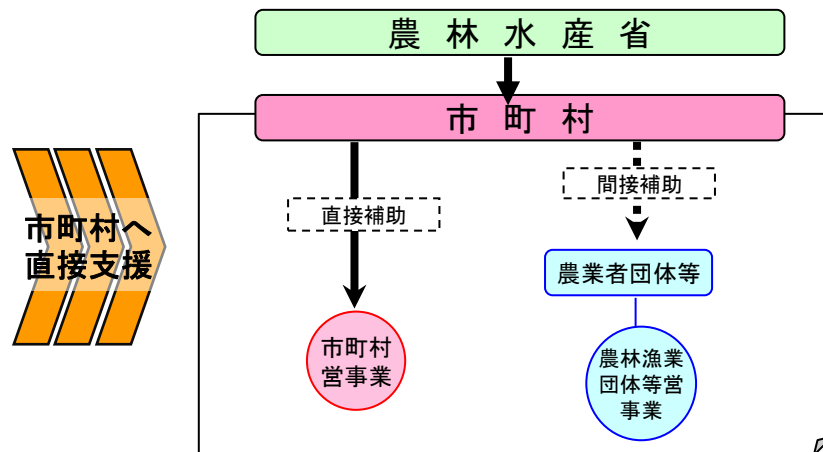 農林水産省
市町村
市町村へ
直接支援
直接補助
間接補助
農業者団体等
市町村
営事業
農林漁業
団体等営
事業